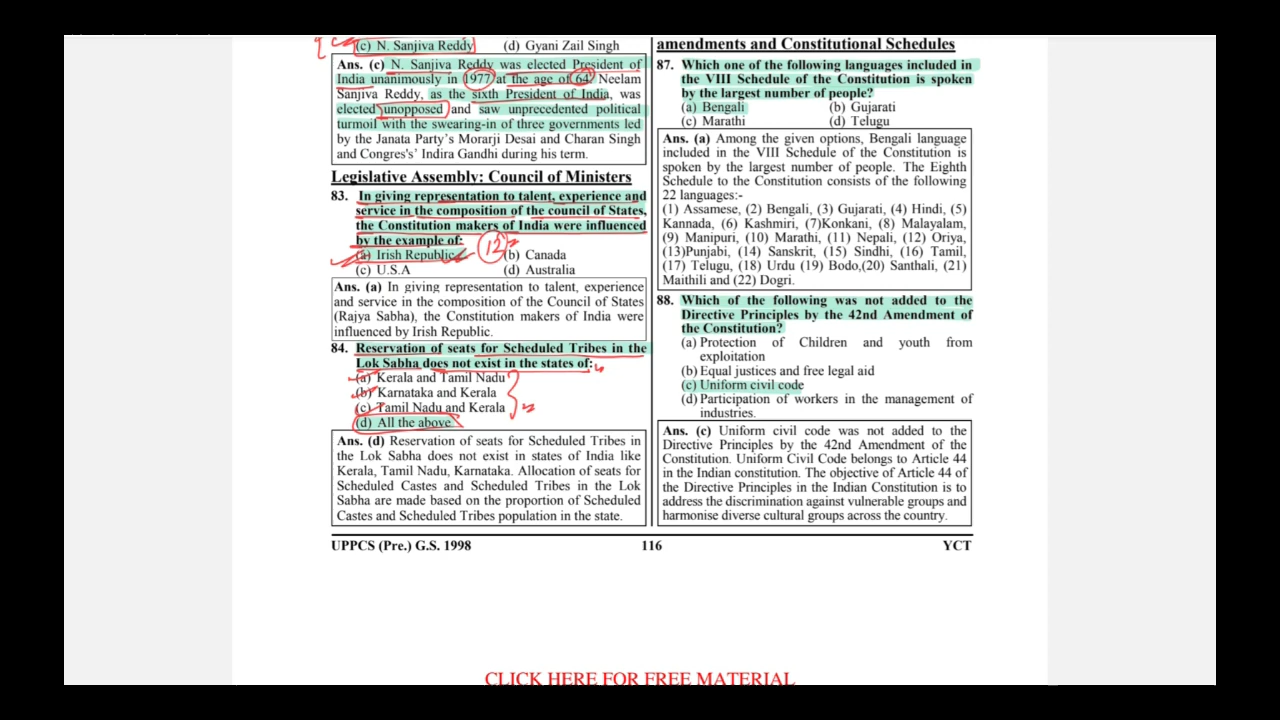 (c) N. Sanjiva Reddy (d) Gyani Zail Singh
Ans. (c) N. Sanjiva Reddy was elected President of
India unanimously in 1977 at the age of 64. Neelam
Sanjiva Reddy, as the sixth President of India, was
elected unopposed and saw unprecedented political
turmoil with the swearing-in of three governments led
by the Janata Party's Morarji Desai and Charan Singh
and Congres's' Indira Gandhi during his term.
Legislative Assembly: Council of Ministers
83. In giving representation to talent, experience and
service in the composition of the council of States,
the Constitution makers of India were influenced
by the example of:
12
(a) Irish Republic (b) Canada
(c) U.S.A (d) Australia
Ans. (a) In giving representation to talent, experience
and service in the composition of the Council of States
(Rajya Sabha), the Constitution makers of India were
influenced by Irish Republic.
84. Reservation of seats for Scheduled Tribes in the
Lok Sabha does not exist in the states of:
(a) Kerala and Tamil Nadu
(b) Karnataka and Kerala
(c) Tamil Nadu and Kerala
(d) All the above
Ans. (d) Reservation of seats for Scheduled Tribes in
the Lok Sabha does not exist in states of India like
Kerala, Tamil Nadu, Karnataka. Allocation of seats for
Scheduled Castes and Scheduled Tribes in the Lok
Sabha are made based on the proportion of Scheduled
Castes and Scheduled Tribes population in the state.
amendments and Constitutional Schedules
87. Which one of the following languages included in
the VIII Schedule of the Constitution is spoken
by the largest number of people?
(a) Bengali (b) Gujarati
(c) Marathi (d) Telugu
Ans. (a) Among the given options, Bengali language
included in the VIII Schedule of the Constitution is
spoken by the largest number of people. The Eighth
Schedule to the Constitution consists of the following
22 languages:-
(1) Assamese, (2) Bengali, (3) Gujarati, (4) Hindi, (5)
Kannada, (6) Kashmiri, (7)Konkani, (8) Malayalam,
(9) Manipuri, (10) Marathi, (11) Nepali, (12) Oriya,
(13)Punjabi, (14) Sanskrit, (15) Sindhi, (16) Tamil,
(17) Telugu, (18) Urdu (19) Bodo,(20) Santhali, (21)
Maithili and (22) Dogri.
88. Which of the following was not added to the
Directive Principles by the 42nd Amendment of
the Constitution?
(a) Protection of Children and youth from
exploitation
(b) Equal justices and free legal aid
(c) Uniform civil code
(d) Participation of workers in the management of
industries.
Ans. (c) Uniform civil code was not added to the
Directive Principles by the 42nd Amendment of the
Constitution. Uniform Civil Code belongs to Article 44
in the Indian constitution. The objective of Article 44 of
the Directive Principles in the Indian Constitution is to
address the discrimination against vulnerable groups and
harmonise diverse cultural groups across the country.
UPPCS (Pre.) G.S. 1998 116 YCT
CLICK HERE FOR FREE MATERIAL